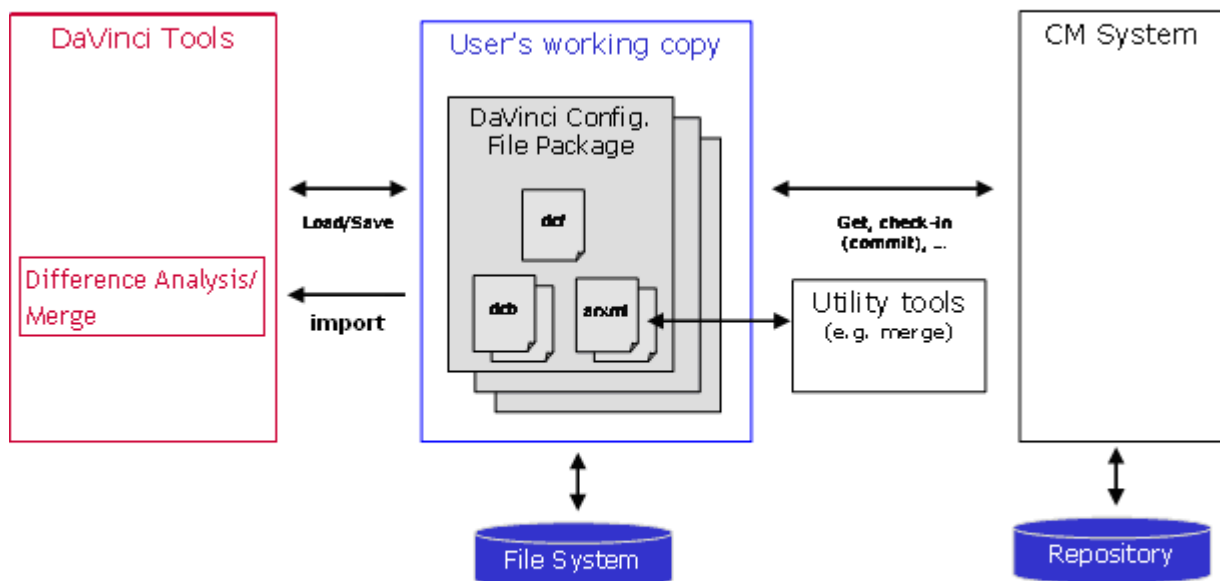 DaVinci Tools
User's working copy
CM System
DaVinci Config.
File Package
dcf
Load/Save
Get, check-in
(commit), ...
Difference Analysis/
Merge
import
dcb
arxml
Utility tools
(e.g. merge)
File System
Repository